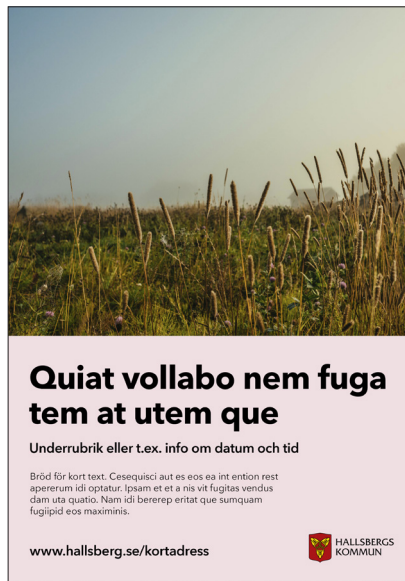 Quiat vollabo nem fuga
tem at utem que
Underrubrik eller t.ex. info om datum och tid
Bröd för kort text. Cesequisci aut es eos ea int ention rest
apererum idi optatur. Ipsam et et a nis vit fugitas vendus
dam uta quatio. Nam idi bererep eritat que sumquam
fugiipid eos maximinis.
www.hallsberg.se/kortadress
HALLSBERGS
KOMMUN